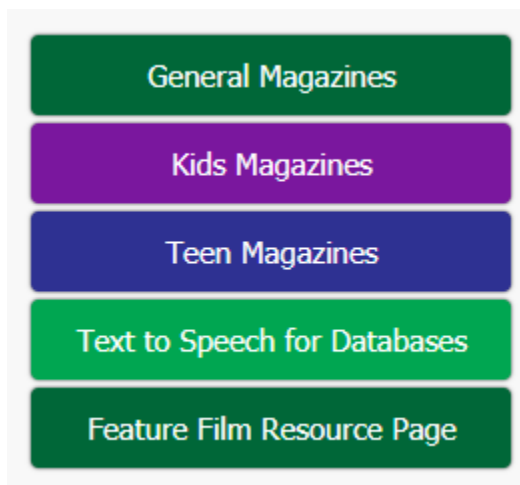 General Magazines
Kids Magazines
Teen Magazines
Text to Speech for Databases
Feature Film Resource Page